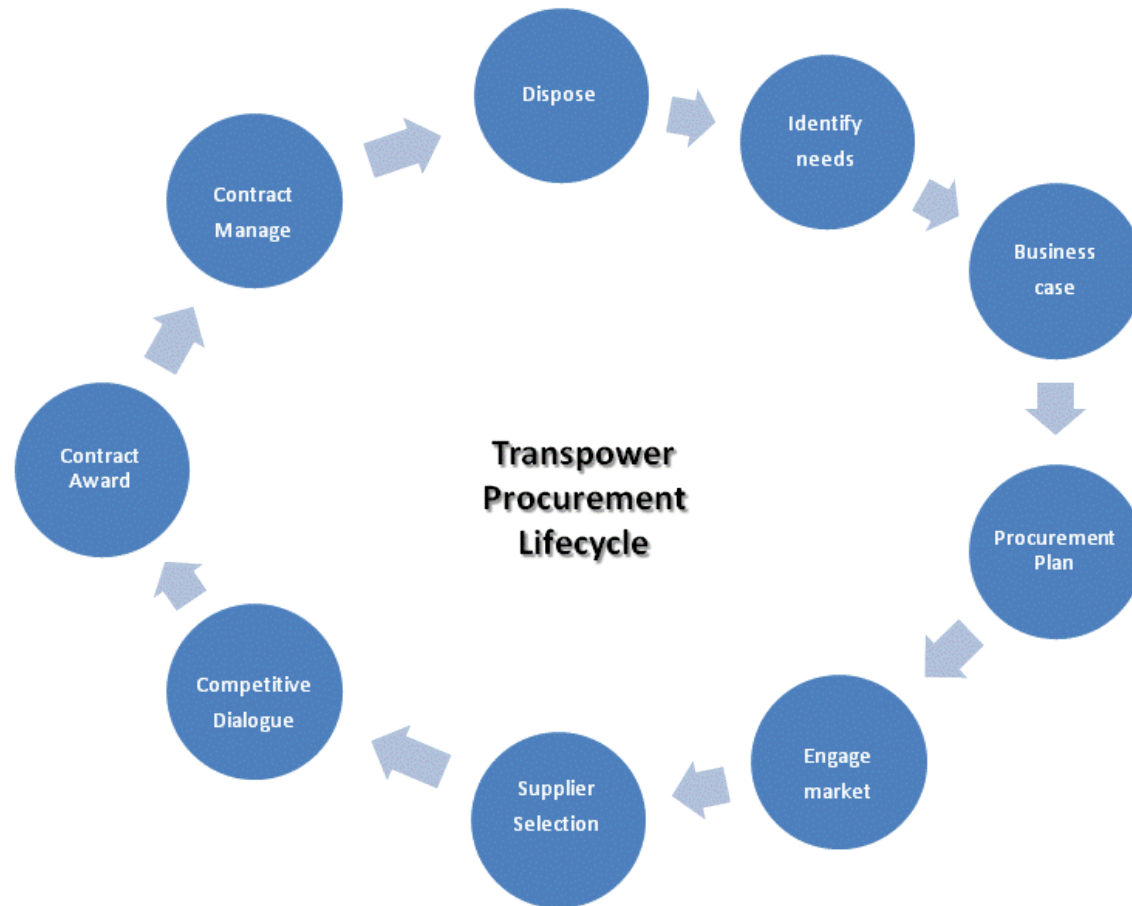 Dispose
Identify
needs
Business
case
Procurement
Plan
Engage
market
Supplier
Selection
Competitive
Dialogue
Contract
Award
Contract
Manage
Transpower
Procurement
Lifecycle